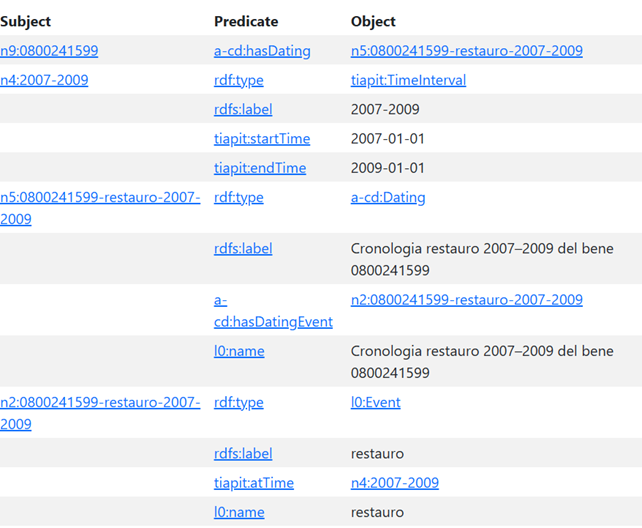 Subject Predicate Object
n9:0800241599 a-cd:hasDating n5:0800241599-restauro-2007-2009
n4:2007-2009 rdf:type tiapit:TimeInterval
rdfs:label 2007-2009
tiapit:startTime 2007-01-01
tiapit:endTime 2009-01-01
n5:0800241599-restauro-2007- rdf:type a-cd:Dating
2009
rdfs:label Cronologia restauro 2007–2009 del bene
0800241599
a- n2:0800241599-restauro-2007-2009
cd:hasDatingEvent
l0:name Cronologia restauro 2007–2009 del bene
0800241599
n2:0800241599-restauro-2007- rdf:type l0:Event
2009
rdfs:label restauro
tiapit:atTime n4:2007-2009
l0:name restauro